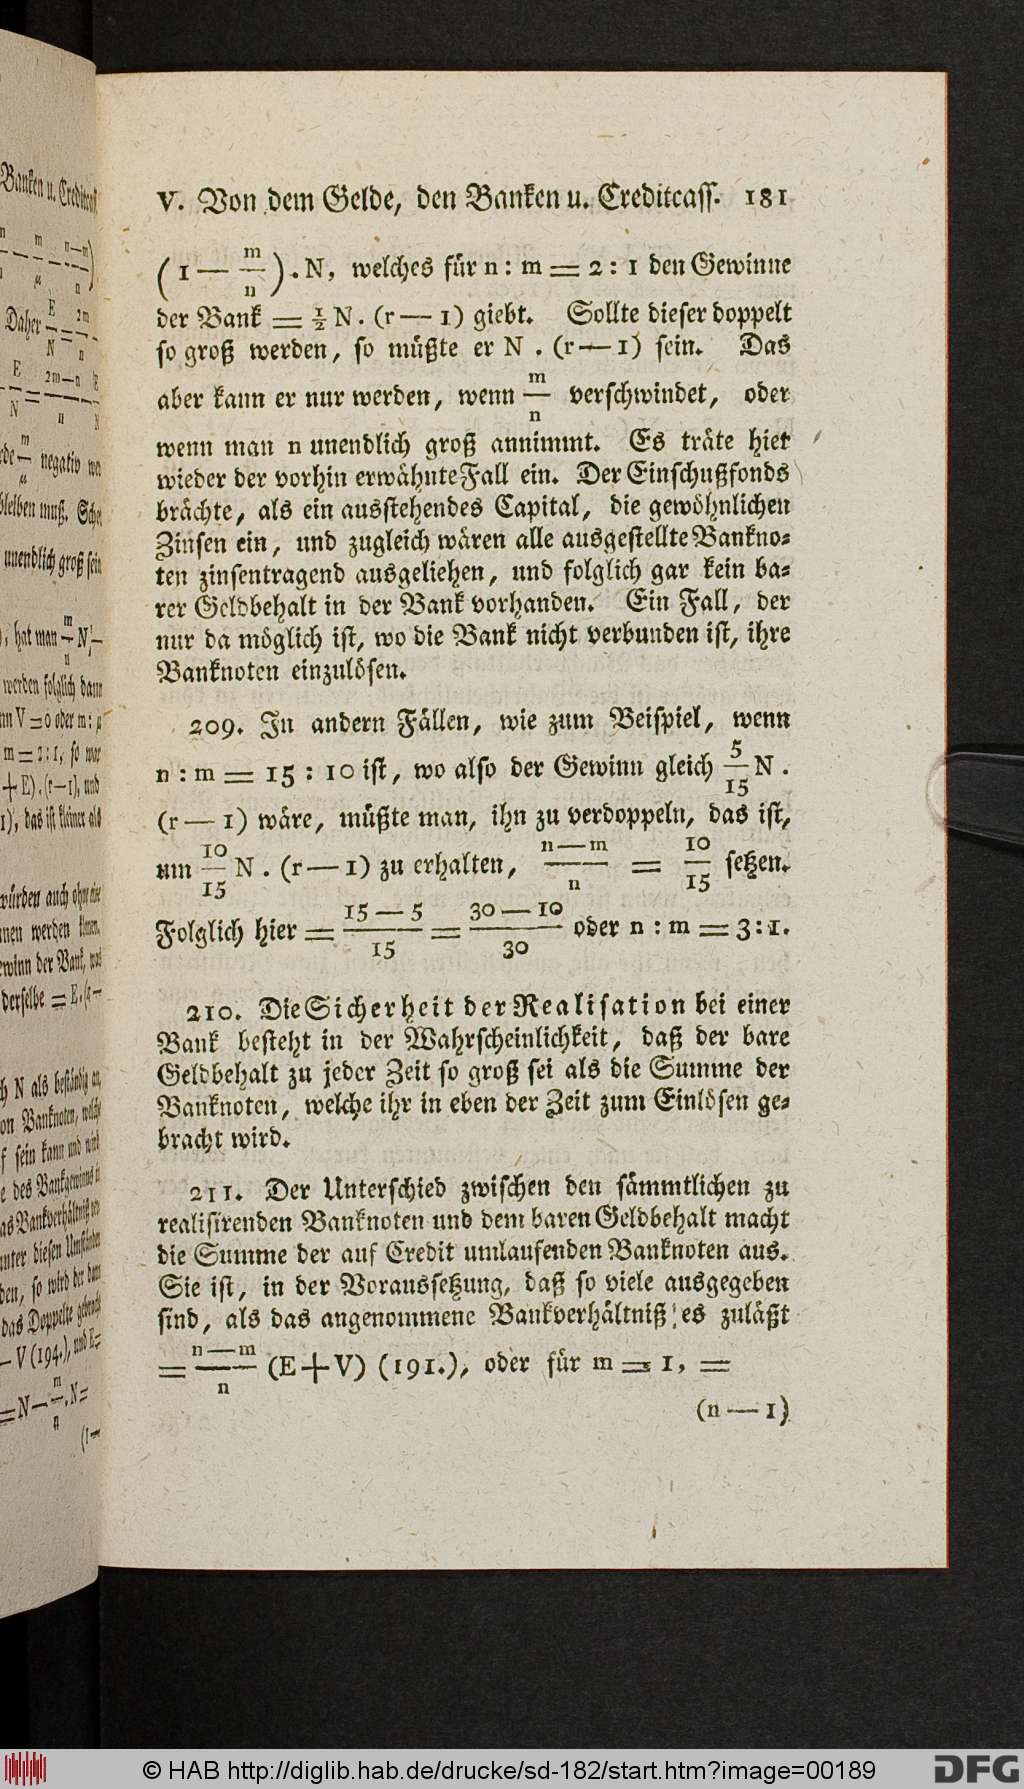 V. Von dem Gelde, den Banken u. Creditcass. 181
(1 — m/n) . N, welches für n : m = 2 : 1 den Gewinne
der Bank = ½ N . (r — 1) giebt. Sollte dieser doppelt
so groß werden, so müßte er N . (r — 1) sein. Das
aber kann er nur werden, wenn m/n verschwindet, oder
wenn man n unendlich groß annimmt. Es träte hier
wieder der vorhin erwähnte Fall ein. Der Einschußfonds
brächte, als ein ausstehendes Capital, die gewöhnlichen
Zinsen ein, und zugleich wären alle ausgestellte Bankno-
ten zinsentragend ausgeliehen, und folglich gar kein ba-
rer Geldbehalt in der Bank vorhanden. Ein Fall, der
nur da möglich ist, wo die Bank nicht verbunden ist, ihre
Banknoten einzulösen.
209. In andern Fällen, wie zum Beispiel, wenn
n : m = 15 : 10 ist, wo also der Gewinn gleich 5/15 N .
(r — 1) wäre, müßte man, ihn zu verdoppeln, das ist,
um 10/15 N . (r — 1) zu erhalten, n — m/n = 10/15 setzen.
Folglich hier = 15 — 5/15 = 30 — 10/30 oder n : m = 3 : 1.
210. Die Sicherheit der Realisation bei einer
Bank besteht in der Wahrscheinlichkeit, daß der bare
Geldbehalt zu jeder Zeit so groß sei als die Summe der
Banknoten, welche ihr in eben der Zeit zum Einlösen ge-
bracht wird.
211. Der Unterschied zwischen den sämmtlichen zu
realisirenden Banknoten und dem baren Geldbehalt macht
die Summe der auf Credit umlaufenden Banknoten aus.
Sie ist, in der Voraussetzung, daß so viele ausgegeben
sind, als das angenommene Bankverhältniß es zuläßt
= n — m/n (E + V) (191.), oder für m = 1, =
(n — 1)
© HAB http://diglib.hab.de/drucke/sd-182/start.htm?image=00189
DFG